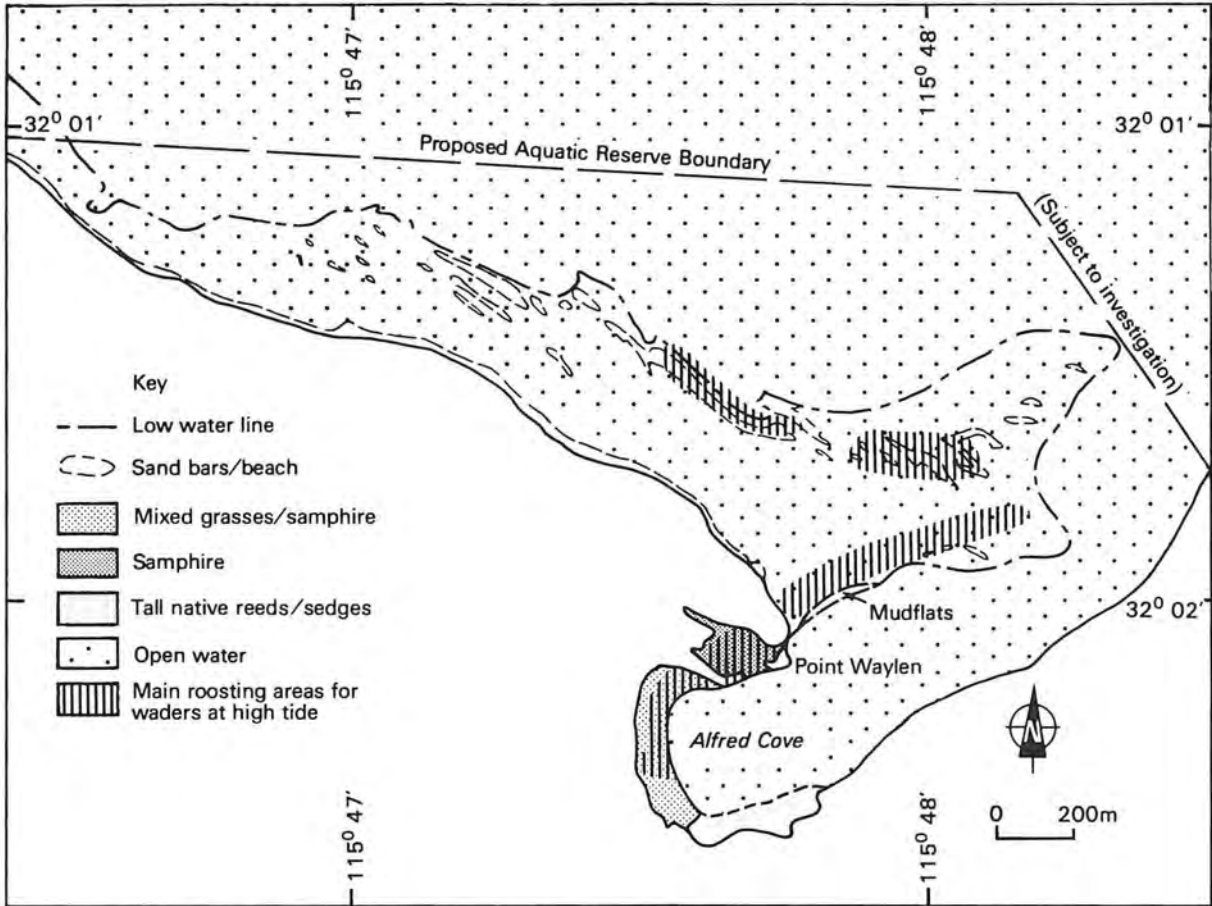 115⁰ 47′
115⁰ 48′
32⁰ 01′
32⁰ 01′
Proposed Aquatic Reserve Boundary
(Subject to investigation)
Key
Low water line
Sand bars/beach
Mixed grasses/samphire
Samphire
Tall native reeds/sedges
Open water
Main roosting areas for
waders at high tide
Mudflats
32⁰ 02′
Point Waylen
Alfred Cove
N
0 200m
115⁰ 47′
115⁰ 48′